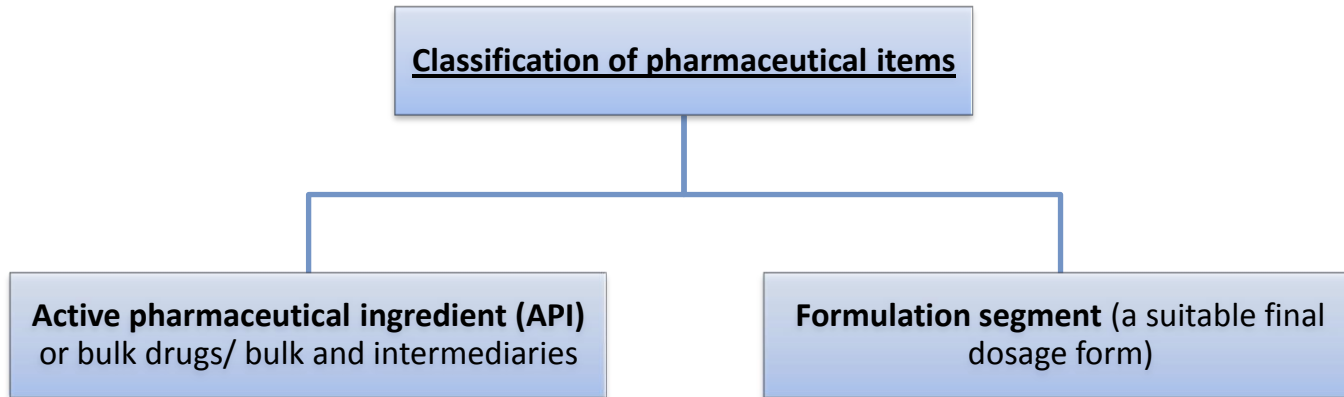 Classification of pharmaceutical items
Active pharmaceutical ingredient (API)
or bulk drugs/ bulk and intermediaries
Formulation segment (a suitable final
dosage form)